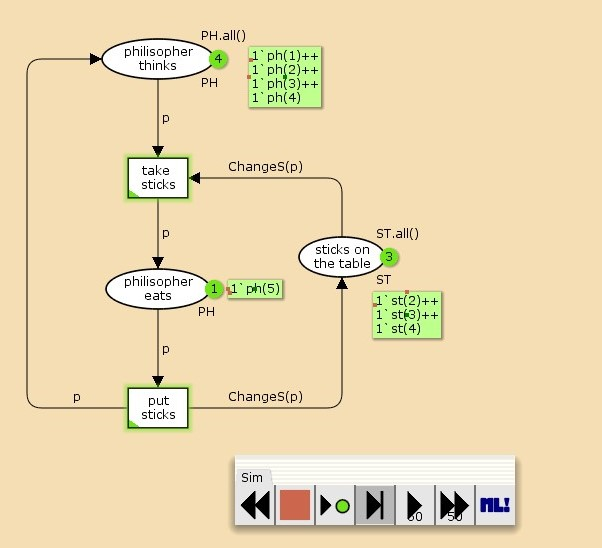 PH.all()
philisopher
thinks
4
1`ph(1)++
1`ph(2)++
1`ph(3)++
1`ph(4)
PH
p
take
sticks
ChangeS(p)
p
ST.all()
sticks on
the table
3
ST
philisopher
eats
1
1`ph(5)
PH
1`st(2)++
1`st(3)++
1`st(4)
p
put
sticks
p
ChangeS(p)
Sim
50
50
ML!